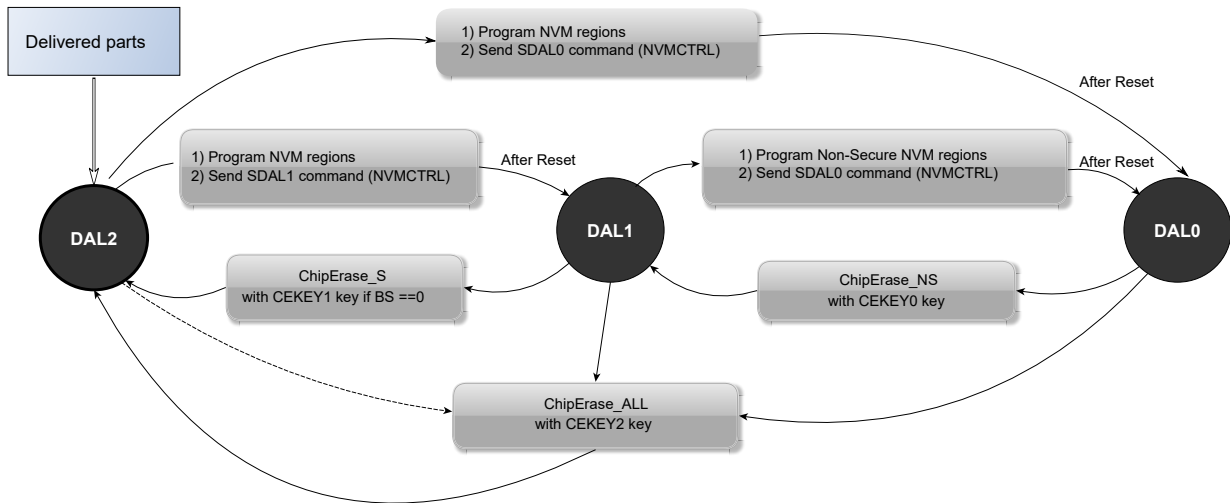 Delivered parts
1) Program NVM regions
2) Send SDAL0 command (NVMCTRL)
After Reset
1) Program NVM regions
2) Send SDAL1 command (NVMCTRL)
After Reset
1) Program Non-Secure NVM regions
2) Send SDAL0 command (NVMCTRL)
After Reset
DAL2
DAL1
DAL0
ChipErase_S
with CEKEY1 key if BS ==0
ChipErase_NS
with CEKEY0 key
ChipErase_ALL
with CEKEY2 key